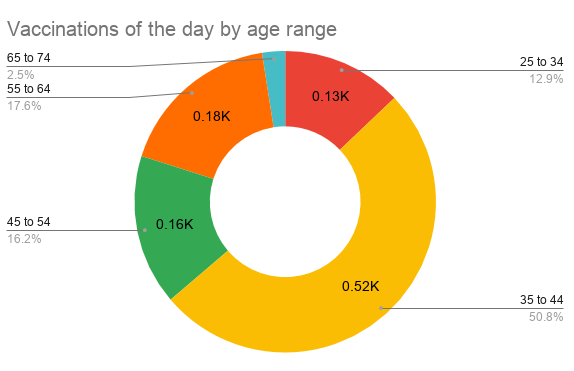 Vaccinations of the day by age range
65 to 74
2.5%
55 to 64
17.6%
25 to 34
12.9%
0.13K
0.18K
45 to 54
16.2%
0.16K
0.52K
35 to 44
50.8%